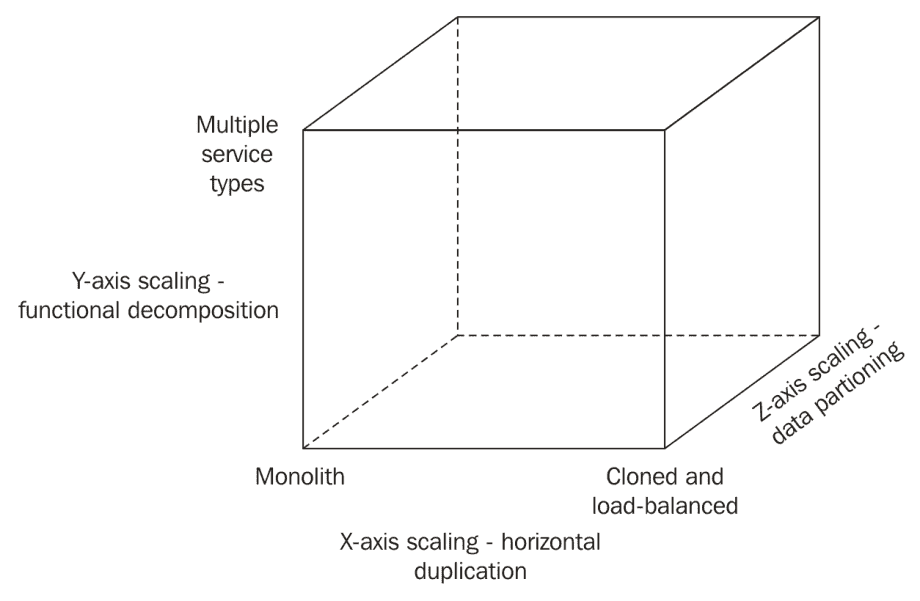 Multiple
service
types
Y-axis scaling -
functional decomposition
Z-axis scaling -
data partioning
Monolith
Cloned and
load-balanced
X-axis scaling - horizontal
duplication